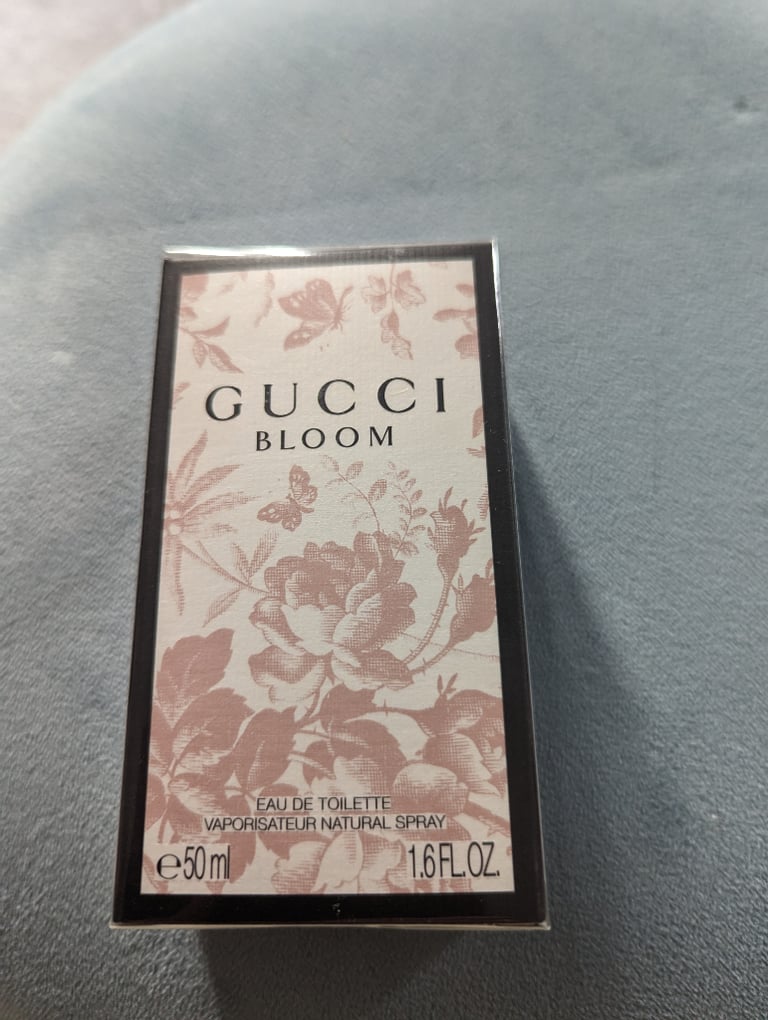 GUCCI
BLOOM
EAU DE TOILETTE
VAPORISATEUR NATURAL SPRAY
℮50 ml 1.6 FL.OZ.